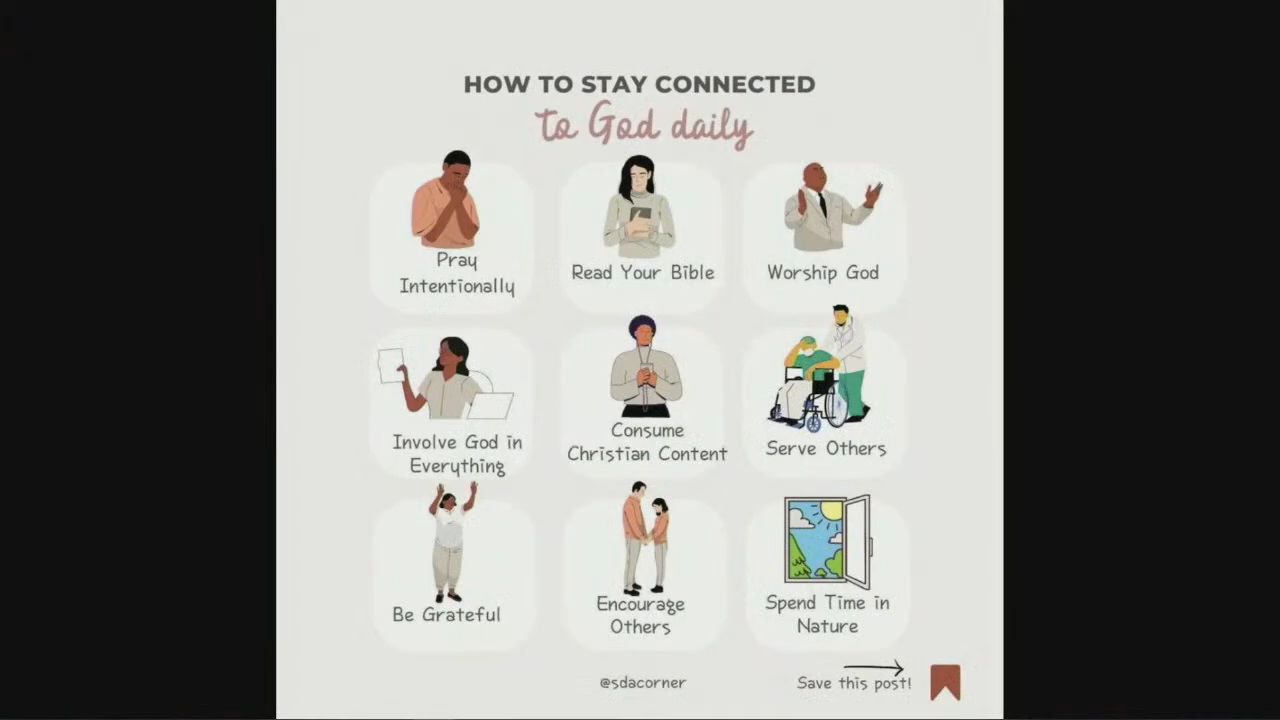 HOW TO STAY CONNECTED
to God daily
Pray
Intentionally
Read Your Bible
Worship God
Involve God in
Everything
Consume
Christian Content
Serve Others
Be Grateful
Encourage
Others
Spend Time in
Nature
@sdacorner
Save this post!